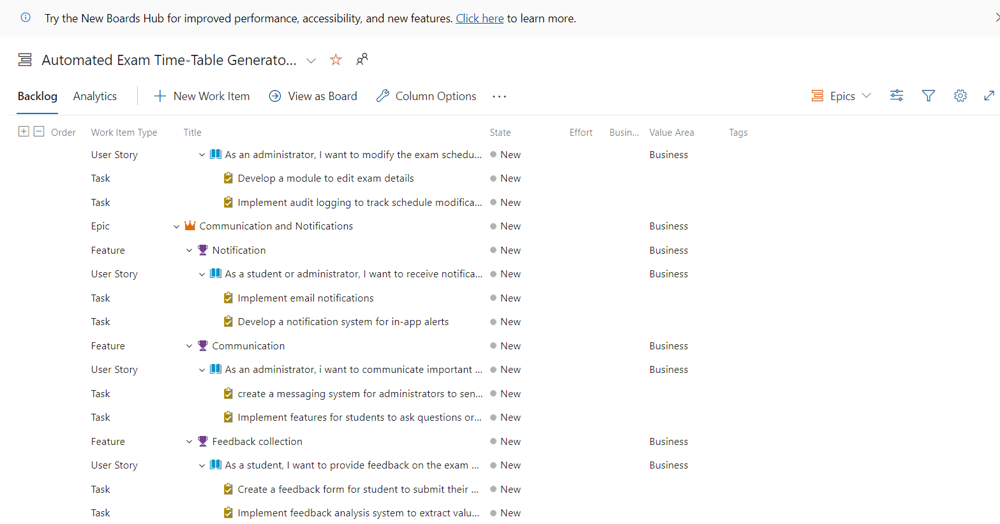 Try the New Boards Hub for improved performance, accessibility, and new features. Click here to learn more.
Automated Exam Time-Table Generato...
Backlog Analytics New Work Item View as Board Column Options ... Epics
Order Work Item Type Title State Effort Busin... Value Area Tags
User Story As an administrator, I want to modify the exam schedu... New Business
Task Develop a module to edit exam details New
Task Implement audit logging to track schedule modifica... New
Epic Communication and Notifications New Business
Feature Notification New Business
User Story As a student or administrator, I want to receive notifica... New Business
Task Implement email notifications New
Task Develop a notification system for in-app alerts New
Feature Communication New Business
User Story As an administrator, i want to communicate important ... New Business
Task create a messaging system for administrators to sen... New
Task Implement features for students to ask questions or... New
Feature Feedback collection New Business
User Story As a student, I want to provide feedback on the exam ... New Business
Task Create a feedback form for student to submit their ... New
Task Implement feedback analysis system to extract valu... New